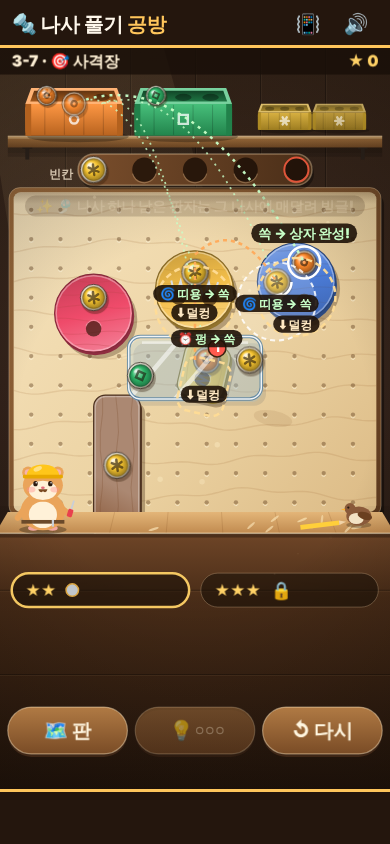 나사 풀기 공방
3-7 · 사격장
★ 0
빈칸
쏙 → 상자 완성!
띠용 → 쏙
⬇덜컹
띠용 → 쏙
⬇덜컹
펑 → 쏙
⬇덜컹
★★
★★★
판
다시